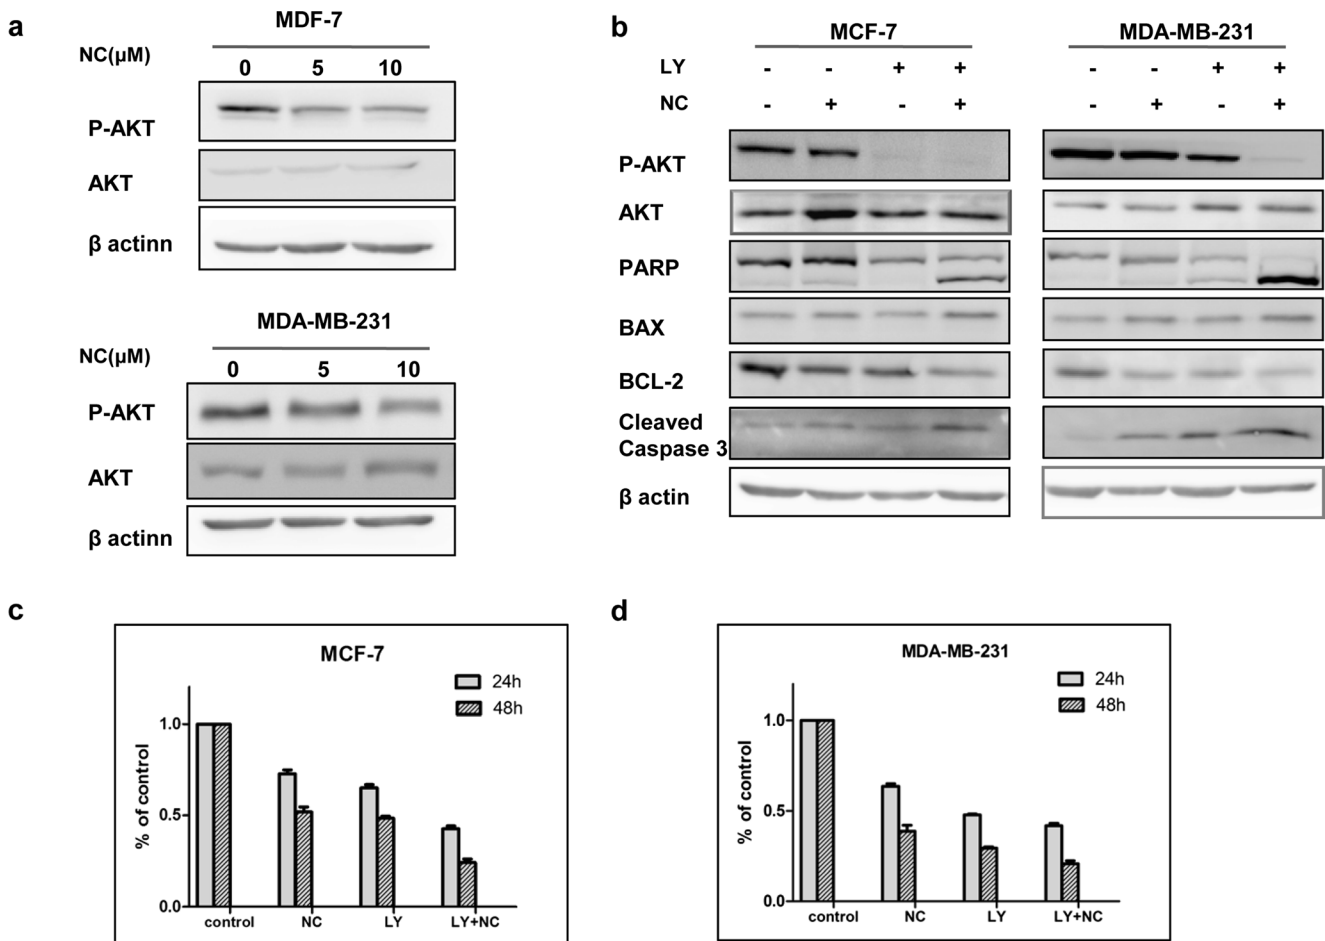 a
MDF-7
NC(μM)
0 5 10
P-AKT
AKT
β actinn
MDA-MB-231
NC(μM)
0 5 10
P-AKT
AKT
β actinn
b
MCF-7 MDA-MB-231
LY - - + + - - + +
NC - + - + - + - +
P-AKT
AKT
PARP
BAX
BCL-2
Cleaved
Caspase 3
β actin
c
MCF-7
24h
48h
% of control
1.0
0.5
0.0
control NC LY LY+NC
d
MDA-MB-231
24h
48h
% of control
1.0
0.5
0.0
control NC LY LY+NC